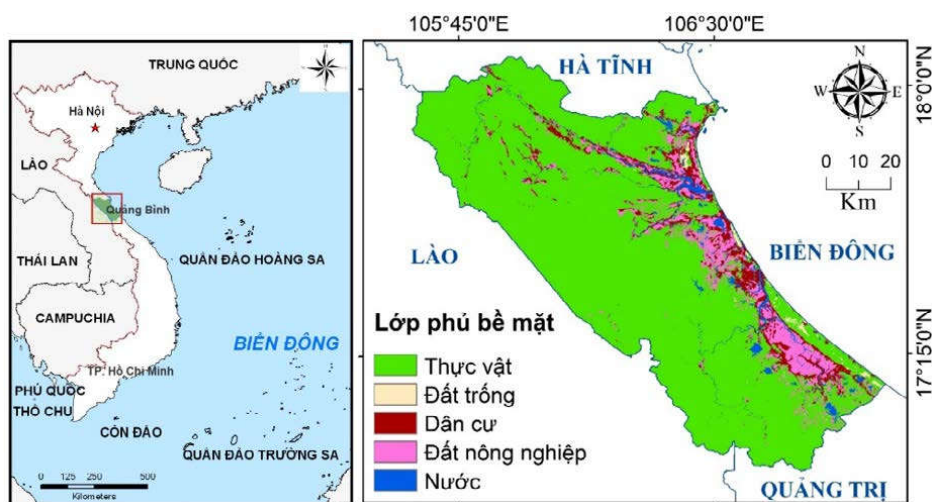 TRUNG QUỐC
Hà Nội
LÀO
Quảng Bình
THÁI LAN
QUẦN ĐẢO HOÀNG SA
CAMPUCHIA
BIỂN ĐÔNG
TP. Hồ Chí Minh
PHÚ QUỐC
THỔ CHU
CÔN ĐẢO
QUẦN ĐẢO TRƯỜNG SA
0 125 250 500
Kilometers
105°45'0"E 106°30'0"E
HÀ TĨNH
N
W E
S
18°0'0"N
0 10 20
Km
LÀO
BIỂN ĐÔNG
Lớp phủ bề mặt
Thực vật
Đất trống
Dân cư
Đất nông nghiệp
Nước
17°15'0"N
QUẢNG TRỊ